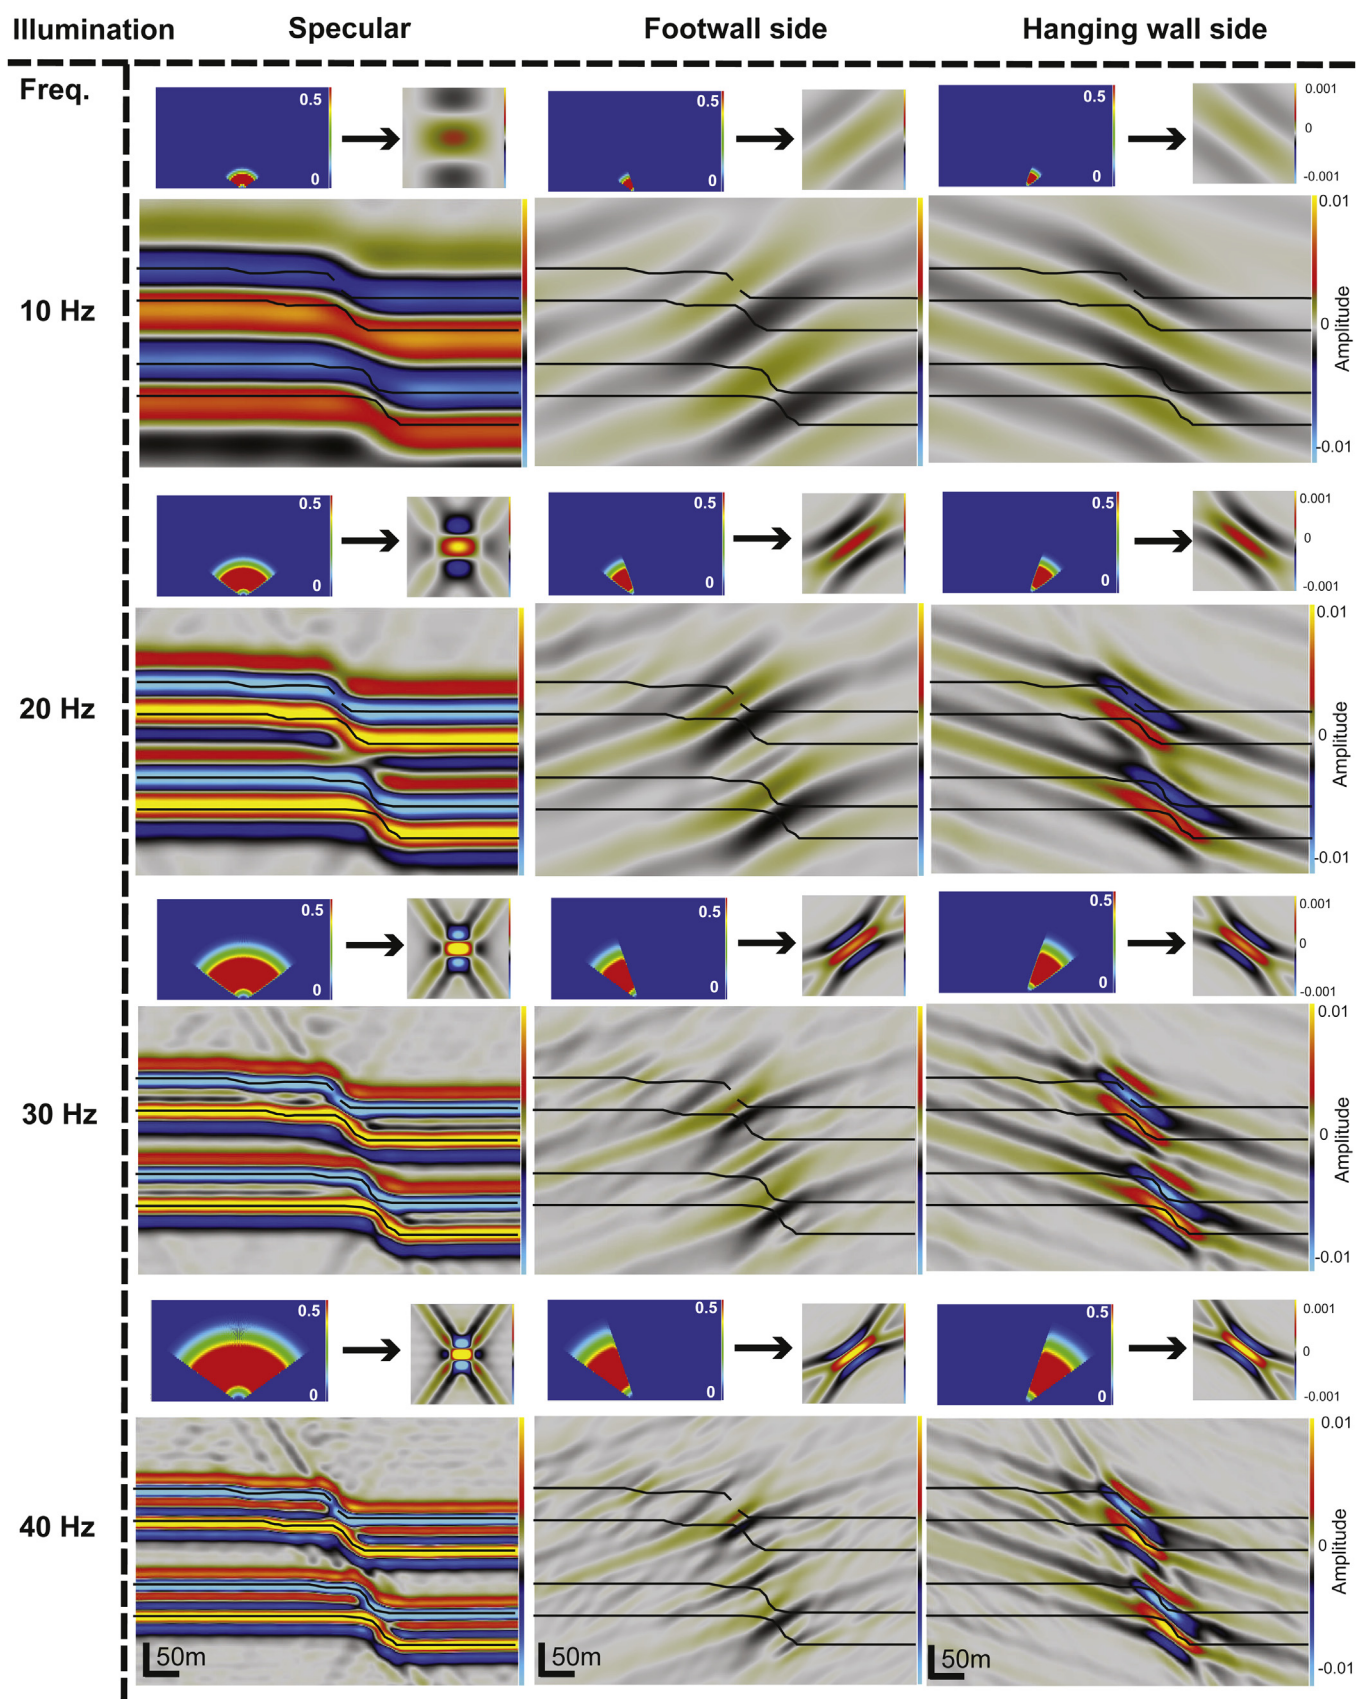 Illumination Specular Footwall side Hanging wall side
Freq.
0.5 0.5 0.5 0.001
0
0 0 0 -0.001
0.01
10 Hz
0
Amplitude
-0.01
0.5 0.5 0.5 0.001
0
0 0 0 -0.001
0.01
20 Hz
0
Amplitude
-0.01
0.5 0.5 0.5 0.001
0
0 0 0 -0.001
0.01
30 Hz
0
Amplitude
-0.01
0.5 0.5 0.5 0.001
0
0 0 0 -0.001
0.01
40 Hz
0
Amplitude
50m 50m 50m -0.01